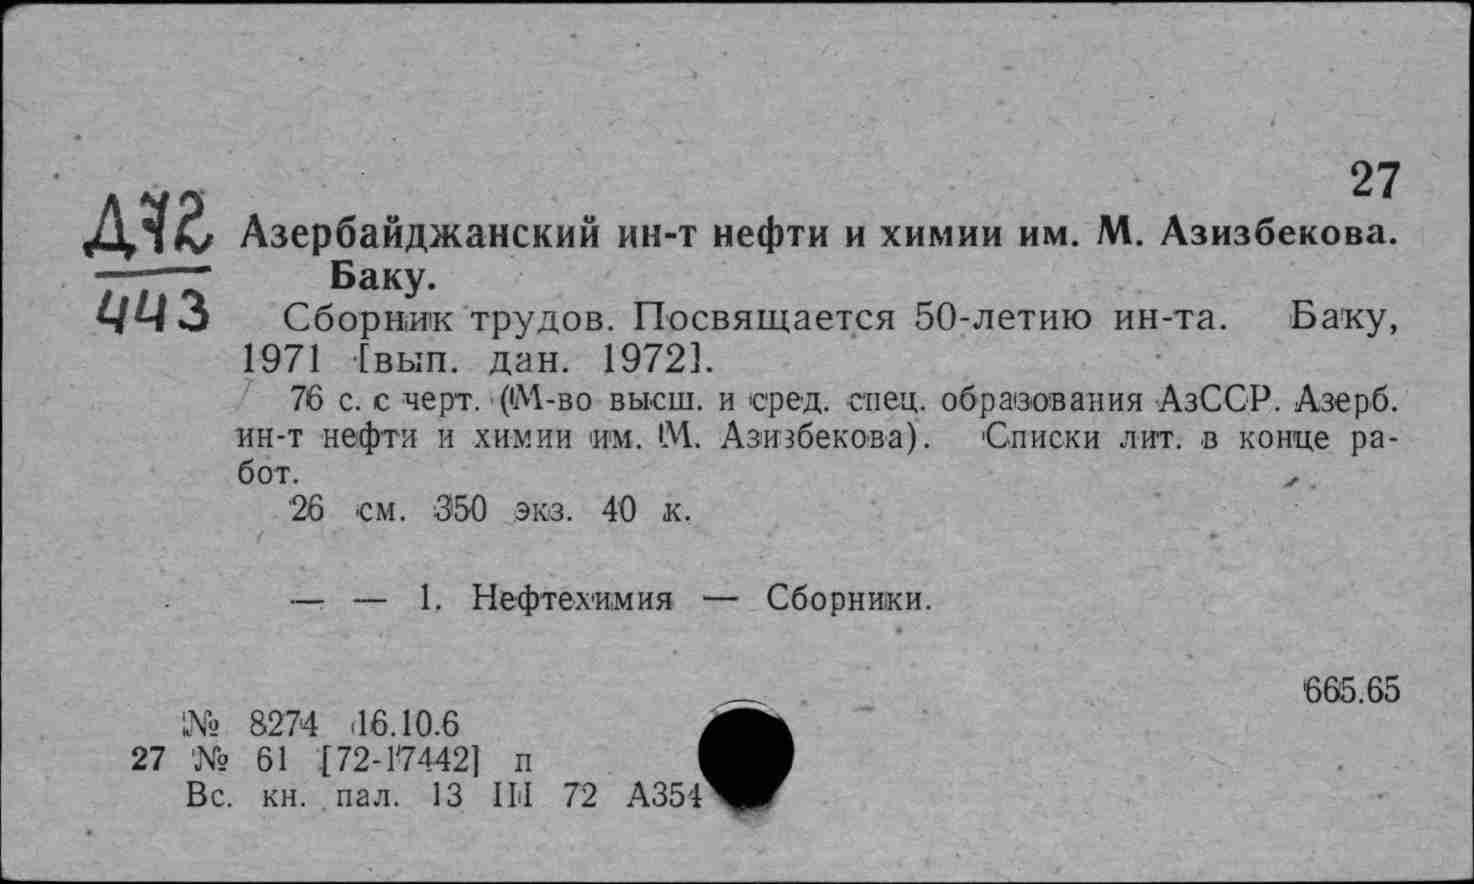 27
Д72
443
Азербайджанский ин-т нефти и химии им. М. Азизбекова.
Баку.
Сборник трудов. Посвящается 50-летию ин-та. Баку,
1971 [вып. дан. 1972].
76 с. с черт. (М-во высш. и сред. спец. образования АзССР. Азерб.
ин-т нефти и химии им. М. Азизбекова). Списки лит. в конце ра-
бот.
26 см. 350 экз. 40 к.
— — 1. Нефтехимия — Сборники.
665.65
№ 8274 16.10.6
27 № 61 [72-17442] п
Вс. кн. пал. 13 III 72 А354